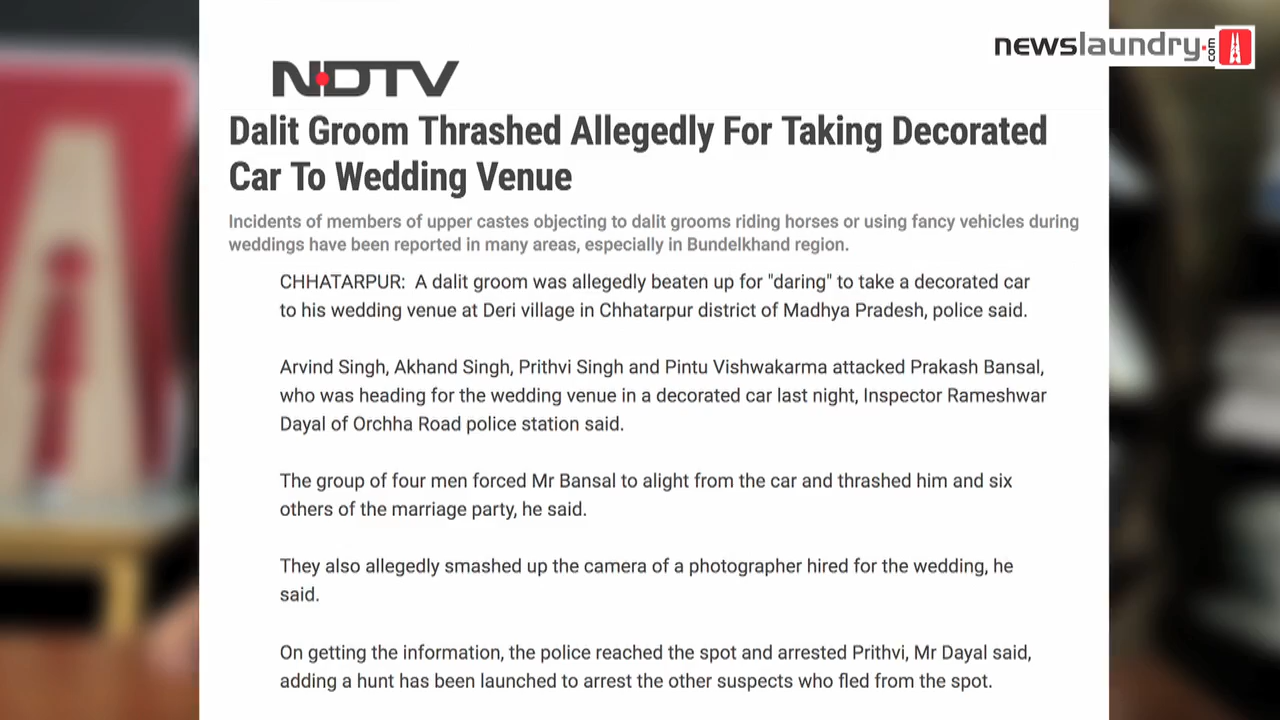 newslaundry.com
NDTV
Dalit Groom Thrashed Allegedly For Taking Decorated
Car To Wedding Venue
Incidents of members of upper castes objecting to dalit grooms riding horses or using fancy vehicles during
weddings have been reported in many areas, especially in Bundelkhand region.
CHHATARPUR: A dalit groom was allegedly beaten up for "daring" to take a decorated car
to his wedding venue at Deri village in Chhatarpur district of Madhya Pradesh, police said.
Arvind Singh, Akhand Singh, Prithvi Singh and Pintu Vishwakarma attacked Prakash Bansal,
who was heading for the wedding venue in a decorated car last night, Inspector Rameshwar
Dayal of Orchha Road police station said.
The group of four men forced Mr Bansal to alight from the car and thrashed him and six
others of the marriage party, he said.
They also allegedly smashed up the camera of a photographer hired for the wedding, he
said.
On getting the information, the police reached the spot and arrested Prithvi, Mr Dayal said,
adding a hunt has been launched to arrest the other suspects who fled from the spot.